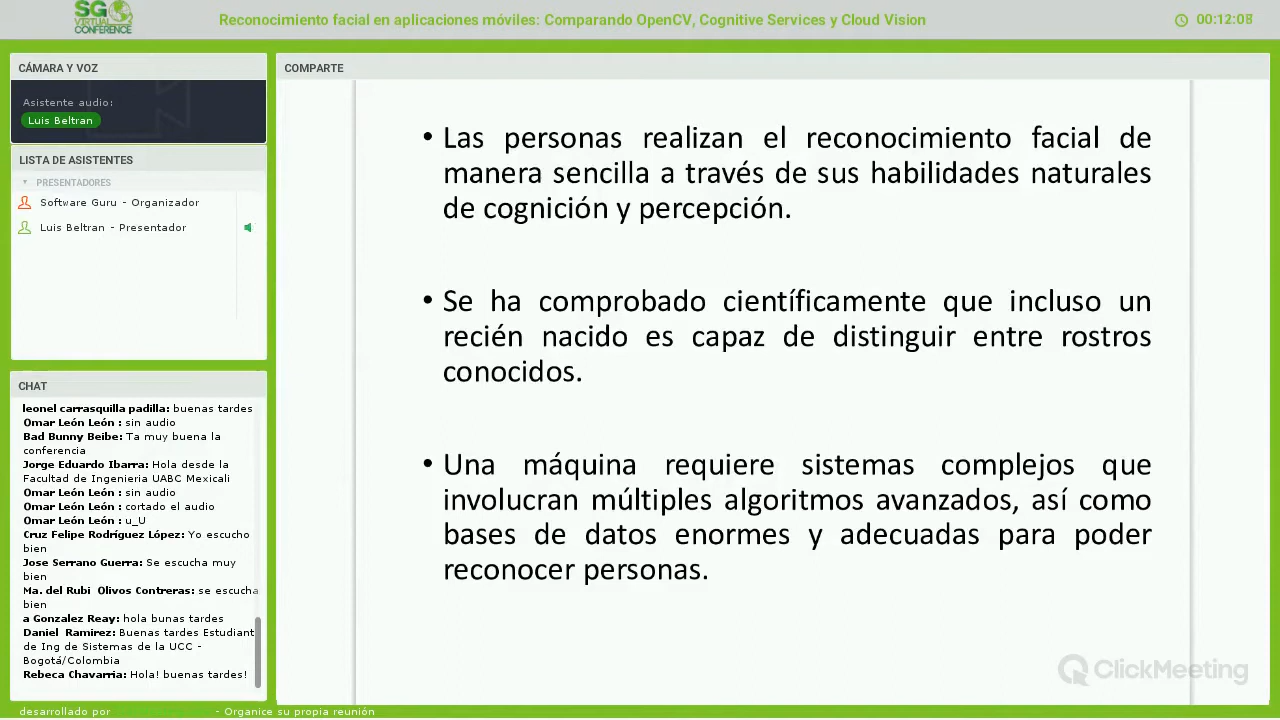 SG
VIRTUAL
CONFERENCE
Reconocimiento facial en aplicaciones móviles: Comparando OpenCV, Cognitive Services y Cloud Vision
00:12:08
CÁMARA Y VOZ
Asistente audio:
Luis Beltran
LISTA DE ASISTENTES
PRESENTADORES
Software Guru - Organizador
Luis Beltran - Presentador
CHAT
leonel carrasquilla padilla: buenas tardes
Omar León León : sin audio
Bad Bunny Beibe: Ta muy buena la
conferencia
Jorge Eduardo Ibarra: Hola desde la
Facultad de Ingenieria UABC Mexicali
Omar León León : sin audio
Omar León León : cortado el audio
Omar León León : u_U
Cruz Felipe Rodríguez López: Yo escucho
bien
Jose Serrano Guerra: Se escucha muy
bien
Ma. del Rubi Olivos Contreras: se escucha
bien
a Gonzalez Reay: hola bunas tardes
Daniel Ramirez: Buenas tardes Estudiant
de Ing de Sistemas de la UCC -
Bogotá/Colombia
Rebeca Chavarria: Hola! buenas tardes!
COMPARTE
• Las personas realizan el reconocimiento facial de
manera sencilla a través de sus habilidades naturales
de cognición y percepción.
• Se ha comprobado científicamente que incluso un
recién nacido es capaz de distinguir entre rostros
conocidos.
• Una máquina requiere sistemas complejos que
involucran múltiples algoritmos avanzados, así como
bases de datos enormes y adecuadas para poder
reconocer personas.
ClickMeeting
desarrollado por - Organice su propia reunión